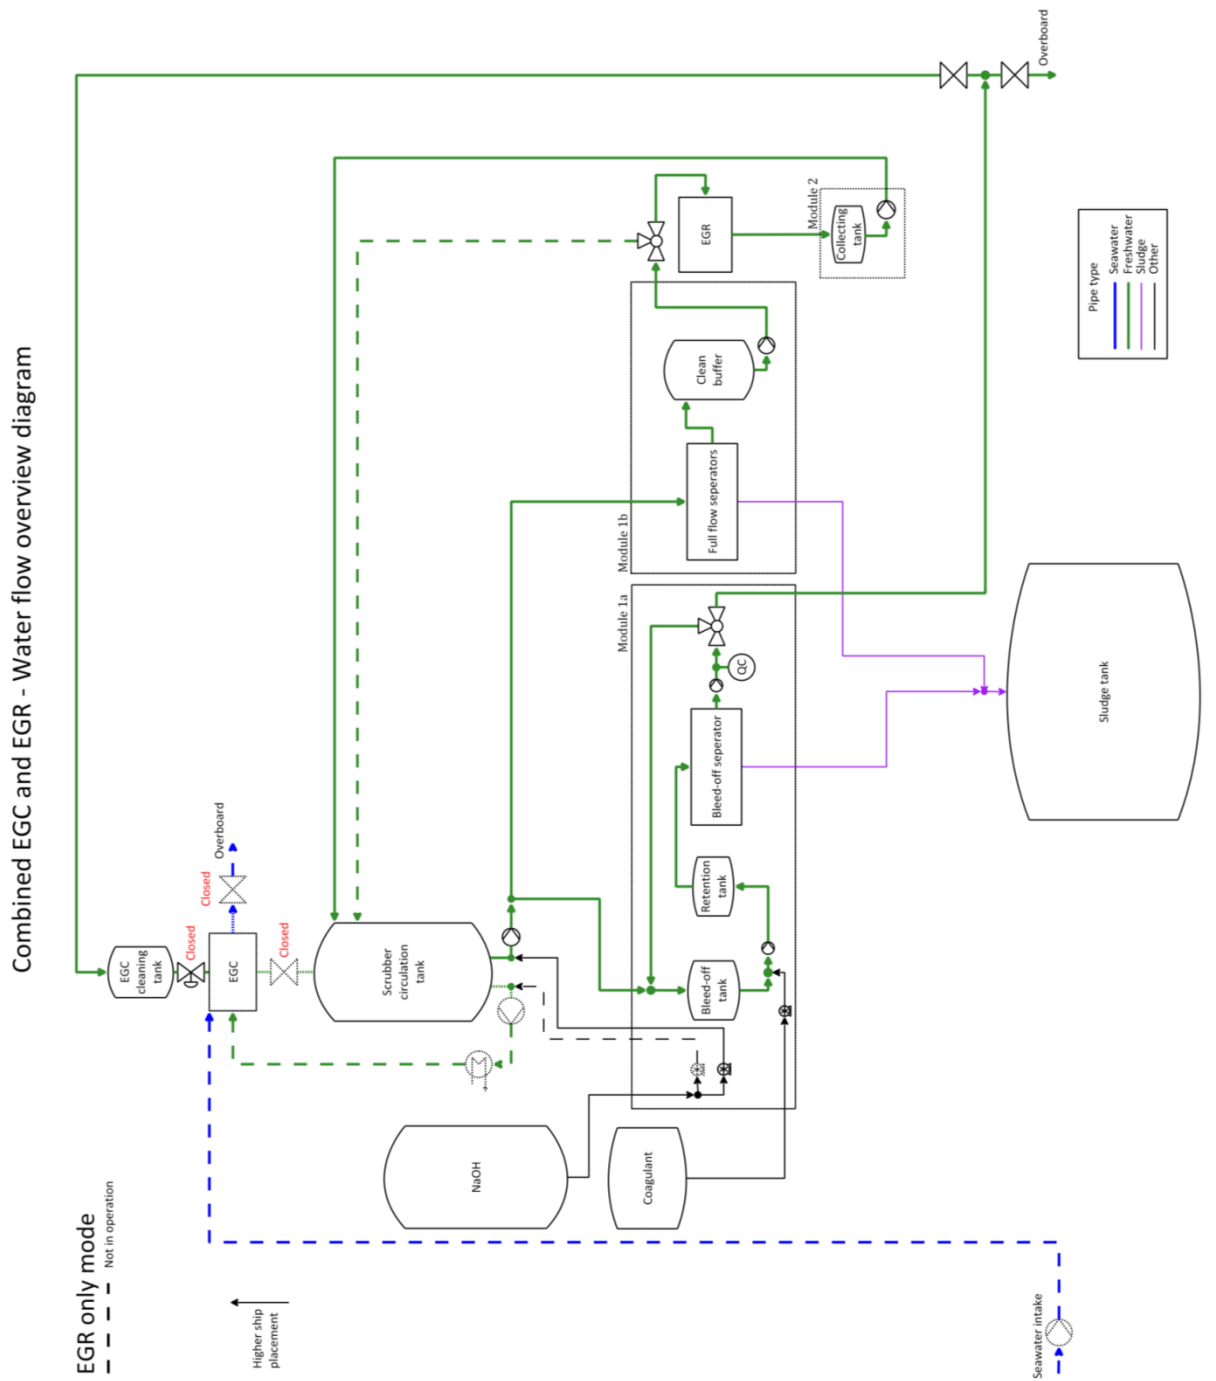 Combined EGC and EGR - Water flow overview diagram
EGR only mode
Not in operation
Higher ship
placement
Seawater intake
EGC
cleaning
tank
Closed
EGC
Closed
Overboard
Closed
Scrubber
circulation
tank
NaOH
Coagulant
Module 1a
Bleed-off
tank
Retention
tank
Bleed-off seperator
QC
Module 1b
Full flow seperators
Clean
buffer
EGR
Module 2
Collecting
tank
Overboard
Sludge tank
Pipe type
Seawater
Freshwater
Sludge
Other